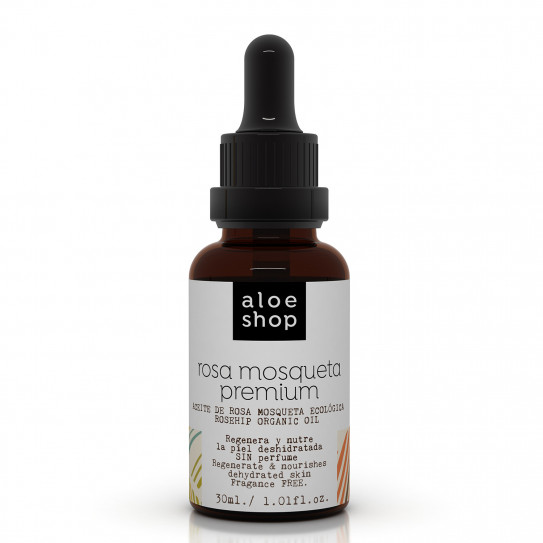 aloe
shop
rosa mosqueta
premium
ACEITE DE ROSA MOSQUETA ECOLÓGICA
ROSEHIP ORGANIC OIL
Regenera y nutre
la piel deshidratada
SIN perfume
Regenerate & nourishes
dehydrated skin
Fragance FREE.
30ml./ 1.01fl.oz.